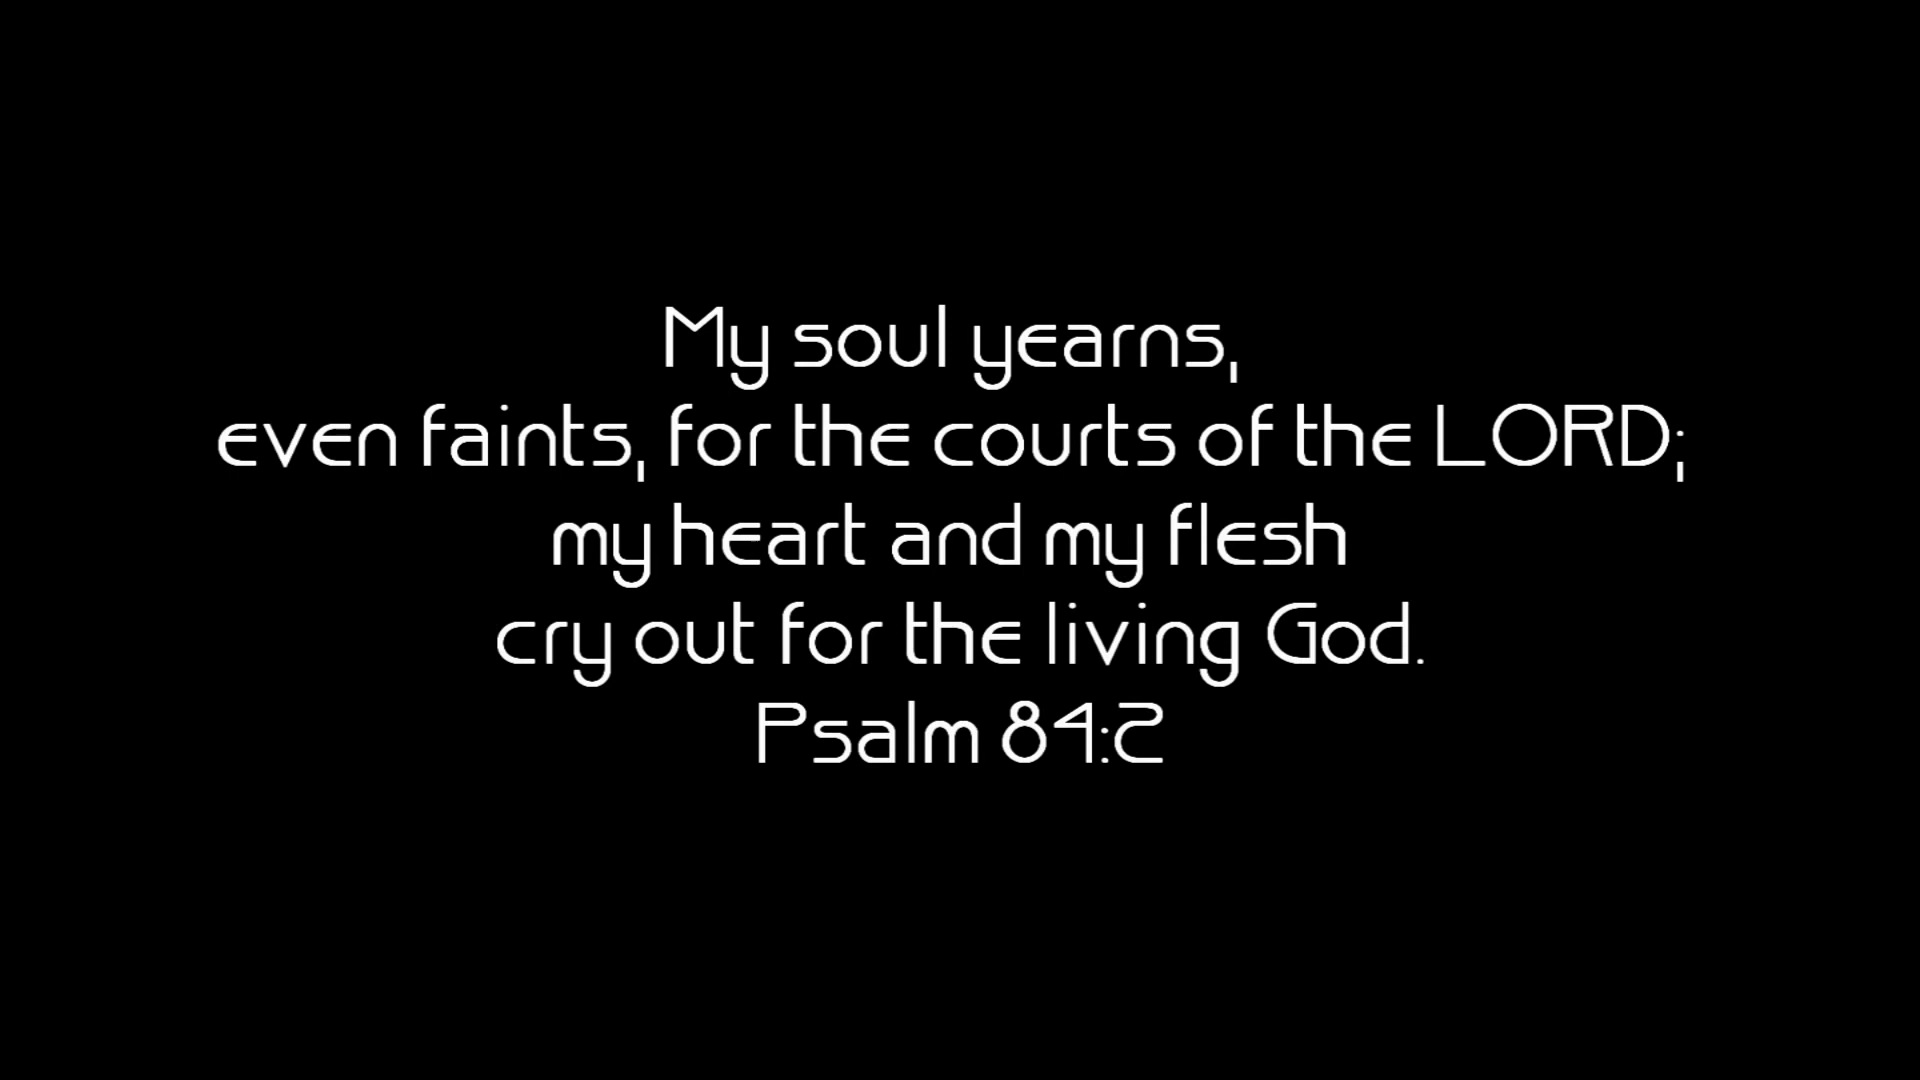 My soul yearns,
even faints, for the courts of the LORD;
my heart and my flesh
cry out for the living God.
Psalm 84:2